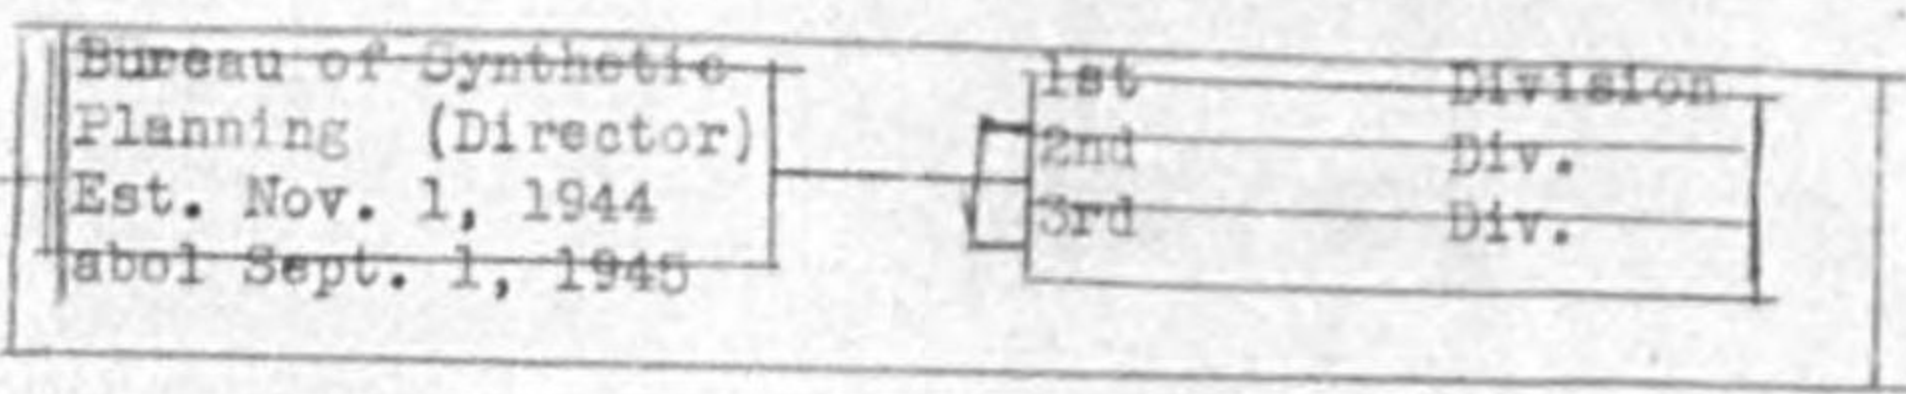 Bureau of Synthetic
Planning (Director)
Est. Nov. 1, 1944
abol Sept. 1, 1945
1st Division
2nd Div.
3rd Div.